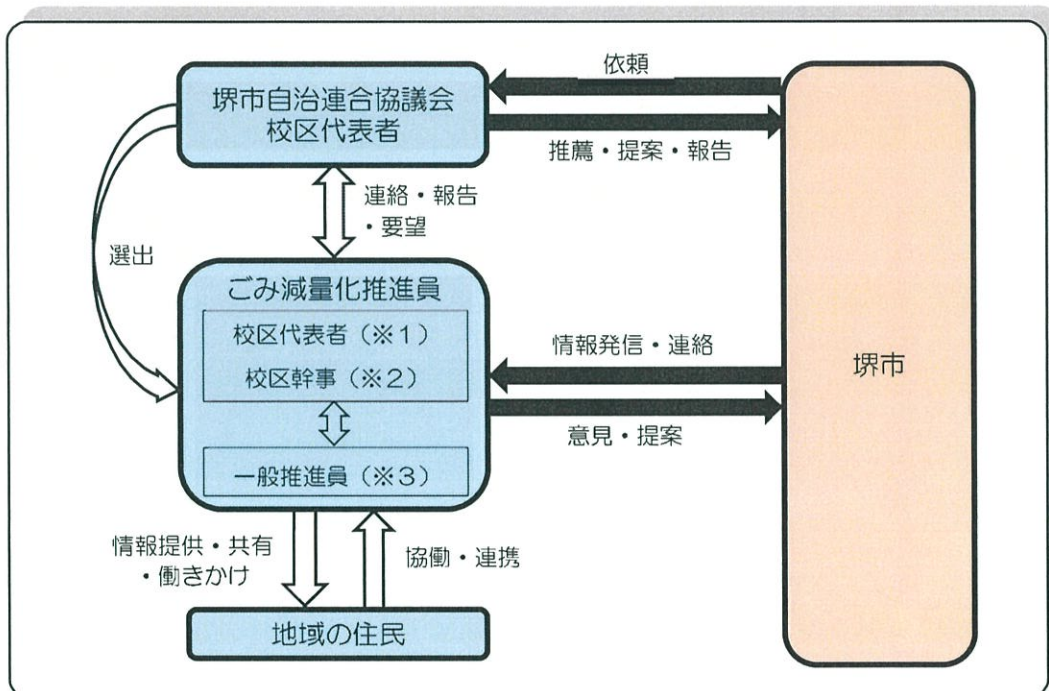 依頼
堺市自治連合協議会
校区代表者
推薦・提案・報告
連絡・報告
・要望
選出
ごみ減量化推進員
校区代表者(※1)
校区幹事(※2)
情報発信・連絡
堺市
意見・提案
一般推進員(※3)
情報提供・共有
・働きかけ
協働・連携
地域の住民